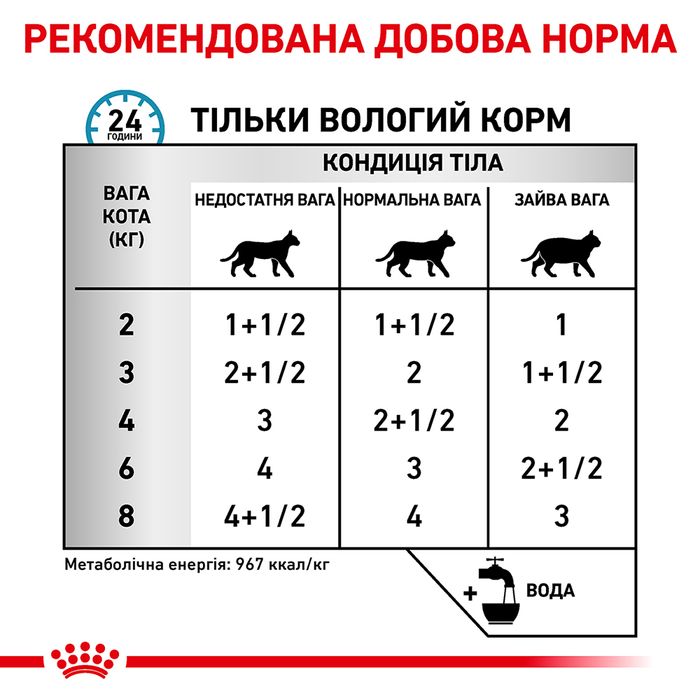 РЕКОМЕНДОВАНА ДОБОВА НОРМА
24
ГОДИНИ
ТІЛЬКИ ВОЛОГИЙ КОРМ
ВАГА
КОТА
(КГ)
КОНДИЦІЯ ТІЛА
НЕДОСТАТНЯ ВАГА НОРМАЛЬНА ВАГА ЗАЙВА ВАГА
2 1+1/2 1+1/2 1
3 2+1/2 2 1+1/2
4 3 2+1/2 2
6 4 3 2+1/2
8 4+1/2 4 3
Метаболічна енергія: 967 ккал/кг
+ ВОДА